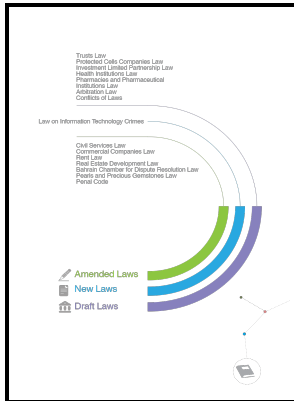 Trusts Law
Protected Cells Companies Law
Investment Limited Partnership Law
Health Institutions Law
Pharmacies and Pharmaceutical
Institutions Law
Arbitration Law
Conflicts of Laws
Law on Information Technology Crimes
Civil Services Law
Commercial Companies Law
Rent Law
Real Estate Development Law
Bahrain Chamber for Dispute Resolution Law
Pearls and Precious Gemstones Law
Penal Code
Amended Laws
New Laws
Draft Laws